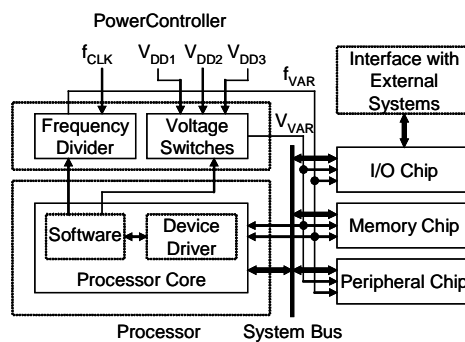 PowerController
fCLK
VDD1
VDD2
VDD3
fVAR
Interface with
External
Systems
Frequency
Divider
Voltage
Switches
VVAR
I/O Chip
Software
Device
Driver
Memory Chip
Processor Core
Peripheral Chip
Processor
System Bus